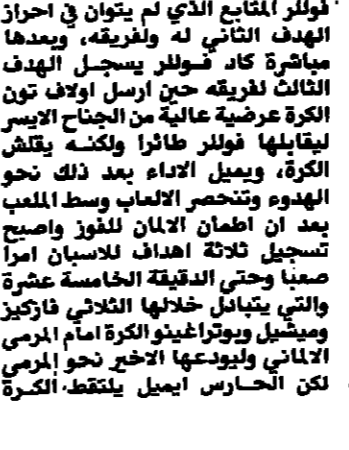 فوللر المتابع الذي لم يتوان في احراز
الهدف الثاني له ولفريقه، وبعدها
مباشرة كاد فوللر يسجل الهدف
الثالث لفريقه حين ارسل اولاف تون
الكرة عرضية عالية من الجناح الايسر
ليقابلها فوللر طائرا ولكنه يقلش
الكرة، ويميل الاداء بعد ذلك نحو
الهدوء وتنحصر الالعاب وسط الملعب
بعد ان اطمأن الالمان للفوز واصبح
تسجيل ثلاثة اهداف للاسبان امرا
صعبا وحتى الدقيقة الخامسة عشرة
والتي يتبادل خلالها الثلاثي فازكيز
وميشيل وبوتراغينو الكرة امام المرمى
الالماني وليودعها الاخير نحو المرمى
لكن الحارس ايميل يلتقط الكرة